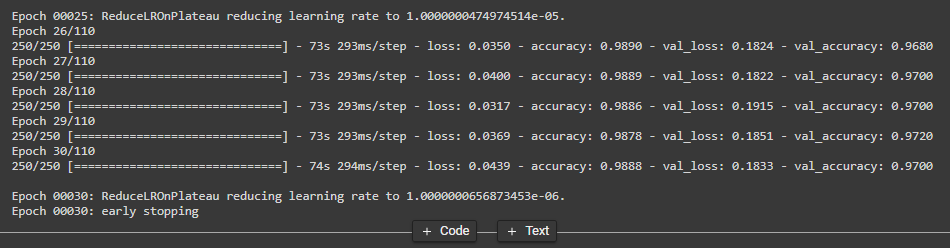 Epoch 00025: ReduceLROnPlateau reducing learning rate to 1.0000000474974514e-05.
Epoch 26/110
250/250 [==============================] - 73s 293ms/step - loss: 0.0350 - accuracy: 0.9890 - val_loss: 0.1824 - val_accuracy: 0.9680
Epoch 27/110
250/250 [==============================] - 73s 293ms/step - loss: 0.0400 - accuracy: 0.9889 - val_loss: 0.1822 - val_accuracy: 0.9700
Epoch 28/110
250/250 [==============================] - 73s 293ms/step - loss: 0.0317 - accuracy: 0.9886 - val_loss: 0.1915 - val_accuracy: 0.9700
Epoch 29/110
250/250 [==============================] - 73s 293ms/step - loss: 0.0369 - accuracy: 0.9878 - val_loss: 0.1851 - val_accuracy: 0.9720
Epoch 30/110
250/250 [==============================] - 74s 294ms/step - loss: 0.0439 - accuracy: 0.9888 - val_loss: 0.1833 - val_accuracy: 0.9700
Epoch 00030: ReduceLROnPlateau reducing learning rate to 1.0000000656873453e-06.
Epoch 00030: early stopping
+ Code + Text